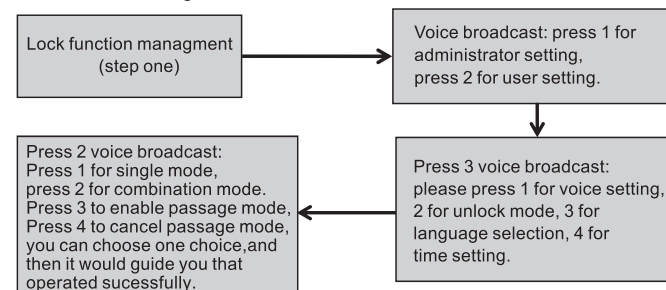 Lock function managment
(step one)
Voice broadcast: press 1 for
administrator setting,
press 2 for user setting.
Press 3 voice broadcast:
please press 1 for voice setting,
2 for unlock mode, 3 for
language selection, 4 for
time setting.
Press 2 voice broadcast:
Press 1 for single mode,
press 2 for combination mode.
Press 3 to enable passage mode,
Press 4 to cancel passage mode,
you can choose one choice,and
then it would guide you that
operated sucessfully.